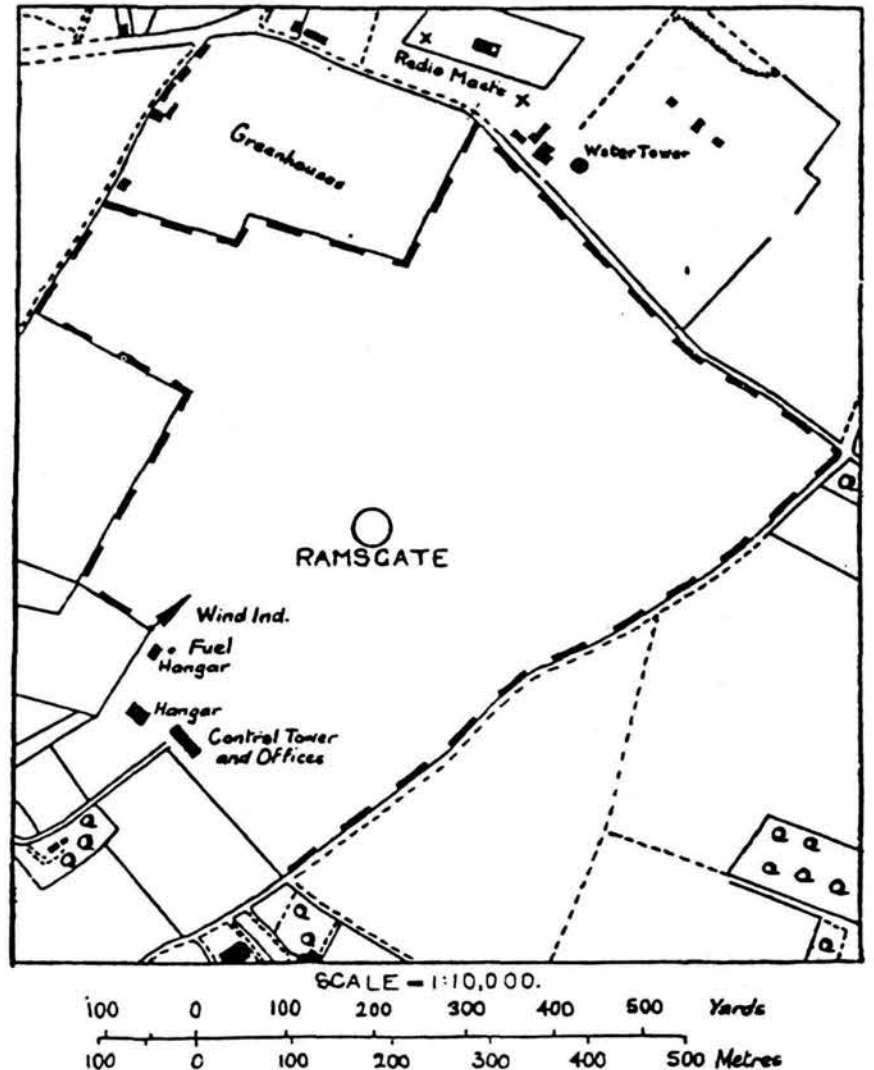 Radio Masts
Greenhouses
Water Tower
RAMSGATE
Wind Ind.
Fuel
Hangar
Hangar
Control Tower
and Offices
SCALE = 1:10,000.
100 0 100 200 300 400 500 Yards
100 0 100 200 300 400 500 Metres